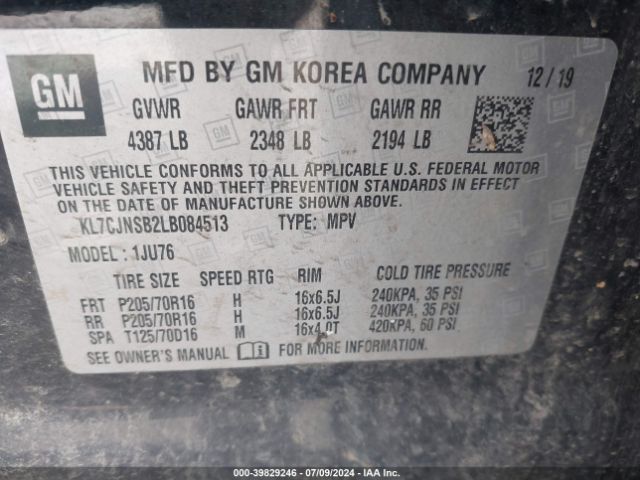 GM MFD BY GM KOREA COMPANY 12/19
GVWR GAWR FRT GAWR RR
4387 LB 2348 LB 2194 LB
THIS VEHICLE CONFORMS TO ALL APPLICABLE U.S. FEDERAL MOTOR
VEHICLE SAFETY AND THEFT PREVENTION STANDARDS IN EFFECT
ON THE DATE OF MANUFACTURE SHOWN ABOVE.
KL7CJNSB2LB084513 TYPE: MPV
MODEL: 1JU76
TIRE SIZE SPEED RTG RIM COLD TIRE PRESSURE
FRT P205/70R16 H 16x6.5J 240KPA, 35 PSI
RR P205/70R16 H 16x6.5J 240KPA, 35 PSI
SPA T125/70D16 M 16x4.0T 420KPA, 60 PSI
SEE OWNER'S MANUAL FOR MORE INFORMATION.
000-39829246 - 07/09/2024 - IAA Inc.